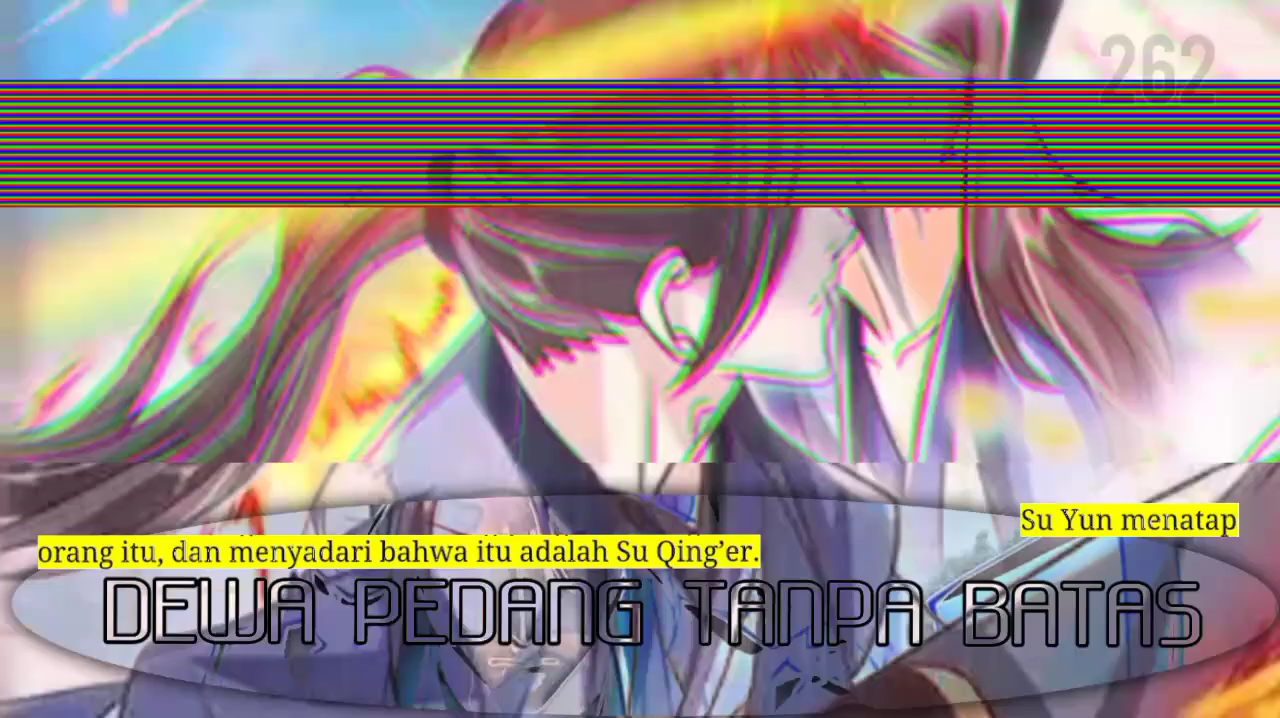 262
Su Yun menatap
orang itu, dan menyadari bahwa itu adalah Su Qing’er.
DEWA PEDANG TANPA BATAS